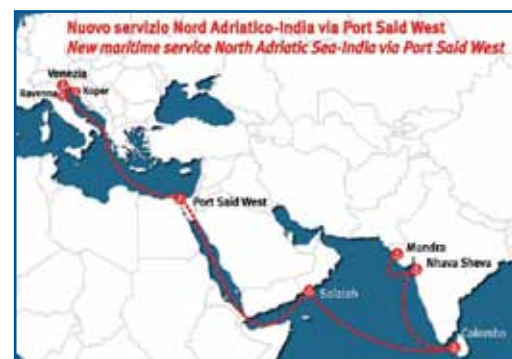 Nuovo servizio Nord Adriatico-India via Port Said West
New maritime service North Adriatic Sea-India via Port Said West
Venezia
Ravenna
Koper
Port Said West
Mundra
Nhava Sheva
Salalah
Colombo